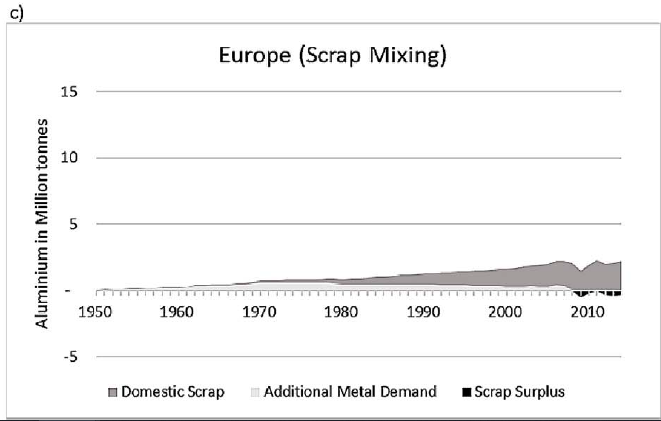 c)
Europe (Scrap Mixing)
Aluminium in Million tonnes
15
10
5
-
-5
1950 1960 1970 1980 1990 2000 2010
Domestic Scrap Additional Metal Demand Scrap Surplus